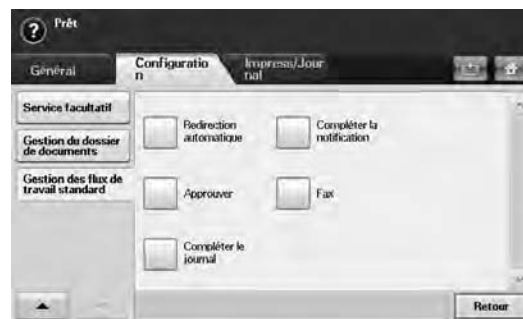 ? Prêt
Général
Configuratio
n
Impress/Jour
nal
Service facultatif
Gestion du dossier
de documents
Gestion des flux de
travail standard
Redirection
automatique
Compléter la
notification
Approuver
Fax
Compléter le
journal
Retour